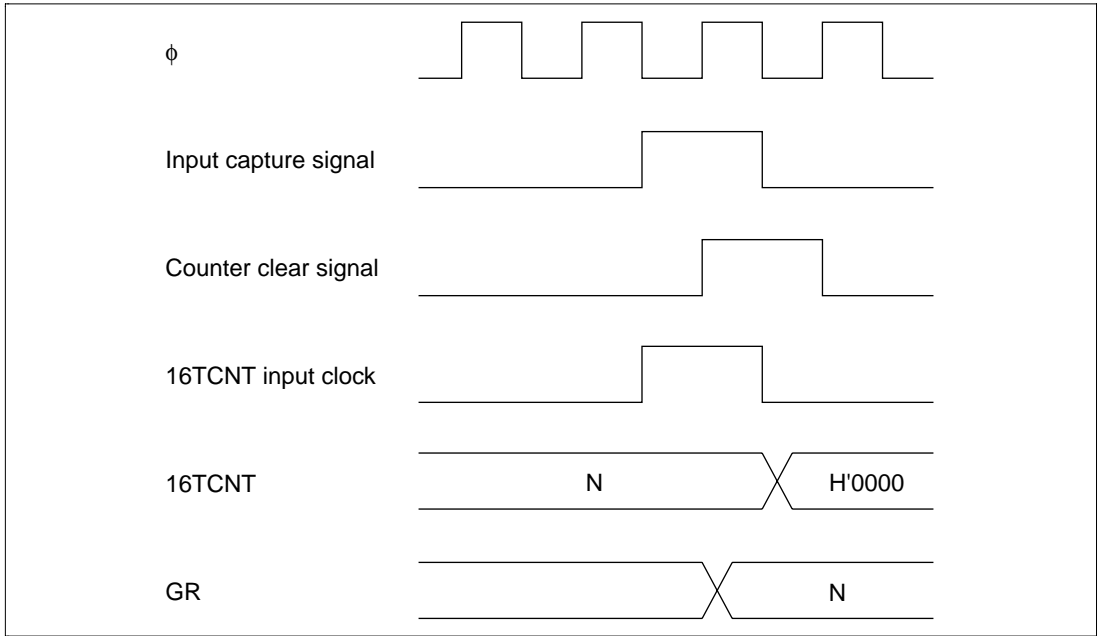 ϕ
Input capture signal
Counter clear signal
16TCNT input clock
16TCNT
N
H'0000
GR
N